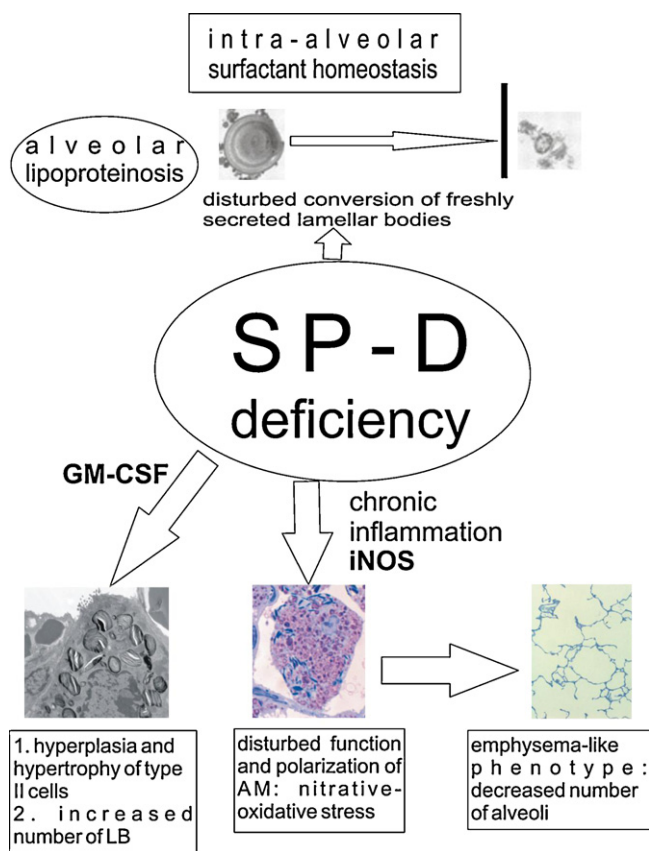 intra-alveolar
surfactant homeostasis
alveolar
lipoproteinosis
disturbed conversion of freshly
secreted lamellar bodies
SP-D
deficiency
GM-CSF
chronic
inflammation
iNOS
1. hyperplasia and
hypertrophy of type
II cells
2. increased
number of LB
disturbed function
and polarization of
AM: nitrative-
oxidative stress
emphysema-like
phenotype:
decreased number
of alveoli